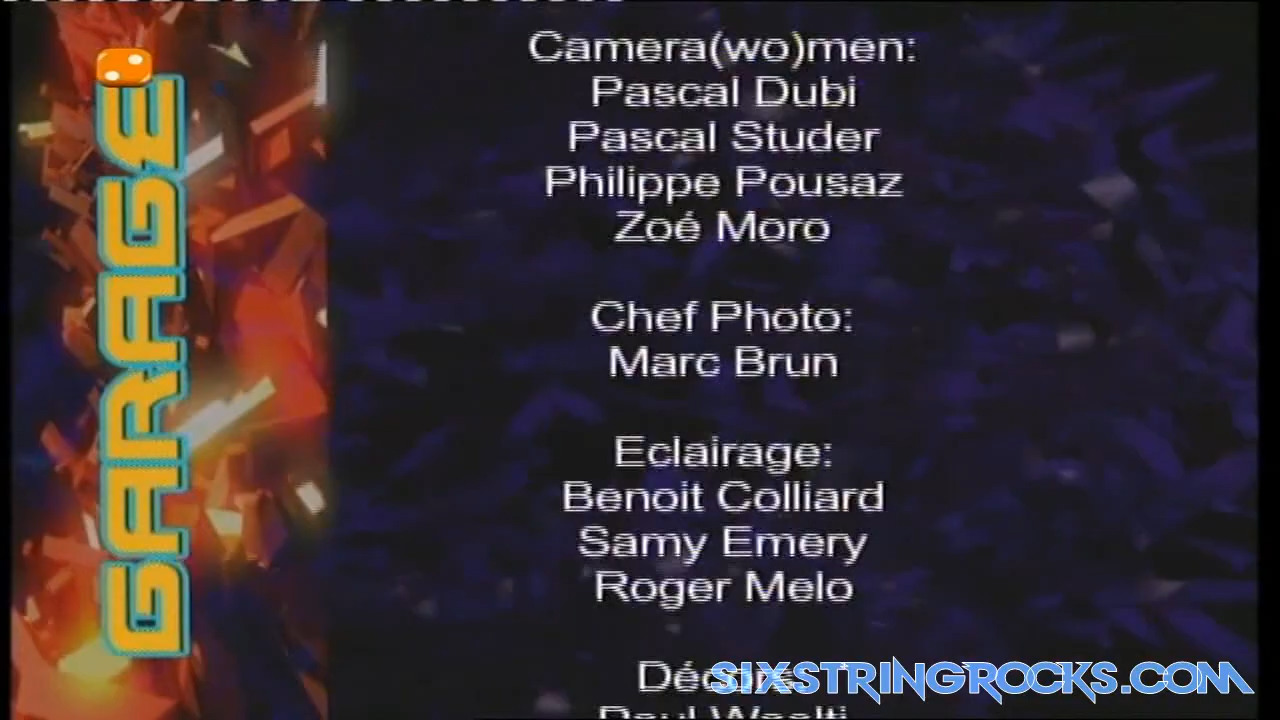 GARAGE
Camera(wo)men:
Pascal Dubi
Pascal Studer
Philippe Pousaz
Zoé Moro
Chef Photo:
Marc Brun
Eclairage:
Benoit Colliard
Samy Emery
Roger Melo
SIXSTRINGROCKS.COM